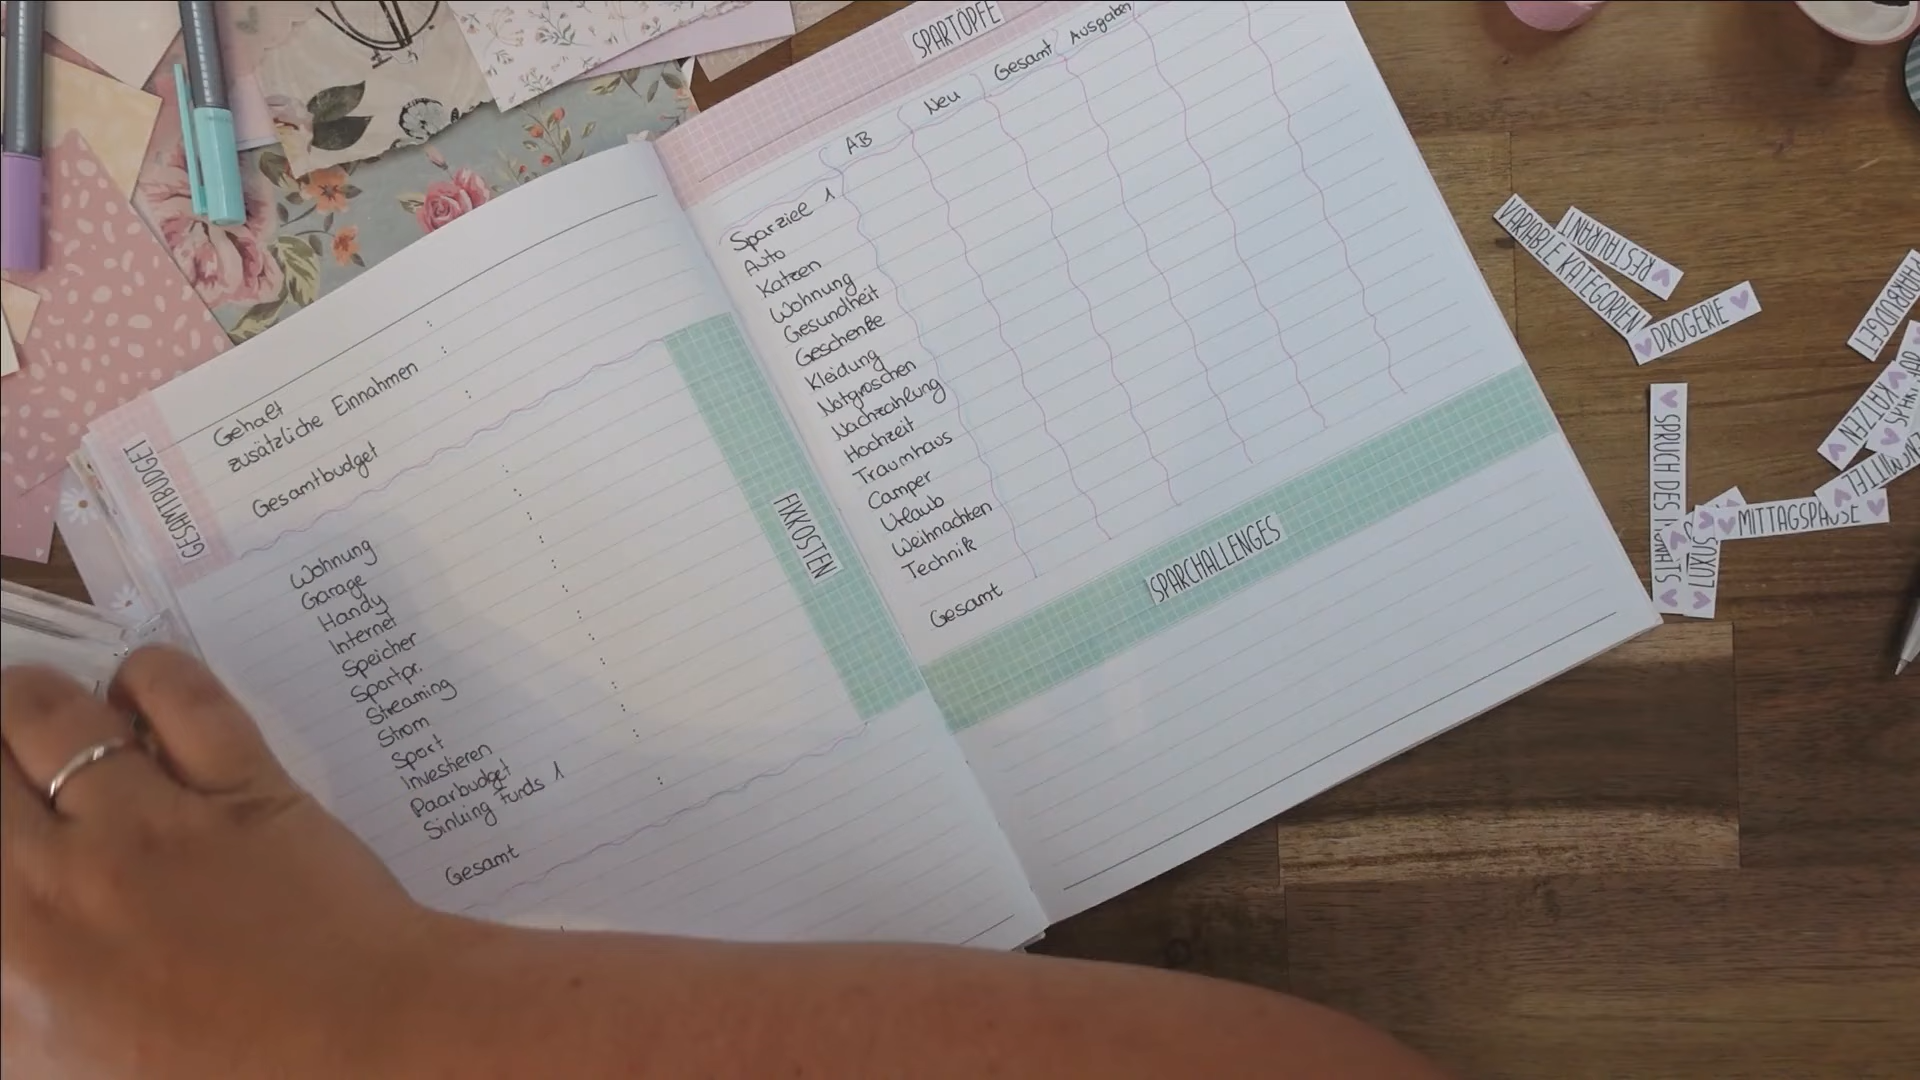 GESAMTBUDGET
Gehalt :
zusätzliche Einnahmen :
Gesamtbudget :
FIXKOSTEN
Wohnung :
Garage :
Handy :
Internet :
Speicher :
Sportpr. :
Streaming :
Strom :
Sport :
Investieren :
Paarbudget :
Sinking Funds 1 :
Gesamt :
SPARTÖPFE
AB Neu Gesamt Ausgaben
Sparziel 1
Auto
Katzen
Wohnung
Gesundheit
Geschenke
Kleidung
Notgroschen
Nachzahlung
Hochzeit
Traumhaus
Camper
Urlaub
Weihnachten
Technik
Gesamt
SPARCHALLENGES
VARIABLE KATEGORIEN
RESTAURANT
DROGERIE
PAARBUDGET
KATZEN
SPRUCH DES MONATS
LUXUS
MITTAGSPAUSE